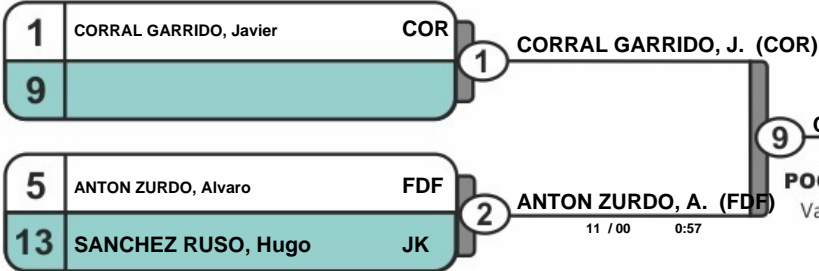 1 CORRAL GARRIDO, Javier COR
9
1 CORRAL GARRIDO, J. (COR)
9
5 ANTON ZURDO, Alvaro FDF
13 SANCHEZ RUSO, Hugo JK
2 ANTON ZURDO, A. (FDF)
11 / 00 0:57